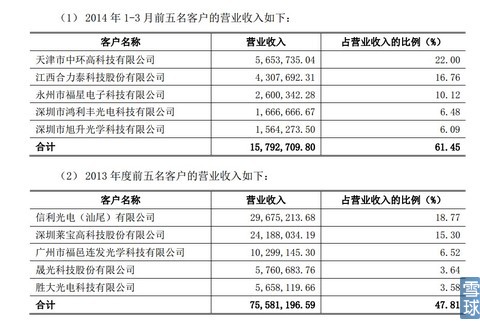 （1）2014 年 1-3 月前五名客户的营业收入如下：
客户名称 营业收入 占营业收入的比例（%）
天津市中环高科技有限公司 5,653,735.04 22.00
江西合力泰科技股份有限公司 4,307,692.31 16.76
永州市福星电子科技有限公司 2,600,342.28 10.12
深圳市鸿利丰光电科技有限公司 1,666,666.67 6.48
深圳市旭升光学科技有限公司 1,564,273.50 6.09
合计 15,792,709.80 61.45
（2）2013 年度前五名客户的营业收入如下：
客户名称 营业收入 占营业收入的比例（%）
信利光电（汕尾）有限公司 29,675,213.68 18.77
深圳莱宝高科技股份有限公司 24,188,034.19 15.30
广州市福邑连发光学科技有限公司 10,299,145.30 6.52
晟光科技股份有限公司 5,760,683.76 3.64
胜大光电科技有限公司 5,658,119.66 3.58
合计 75,581,196.59 47.81
雪球